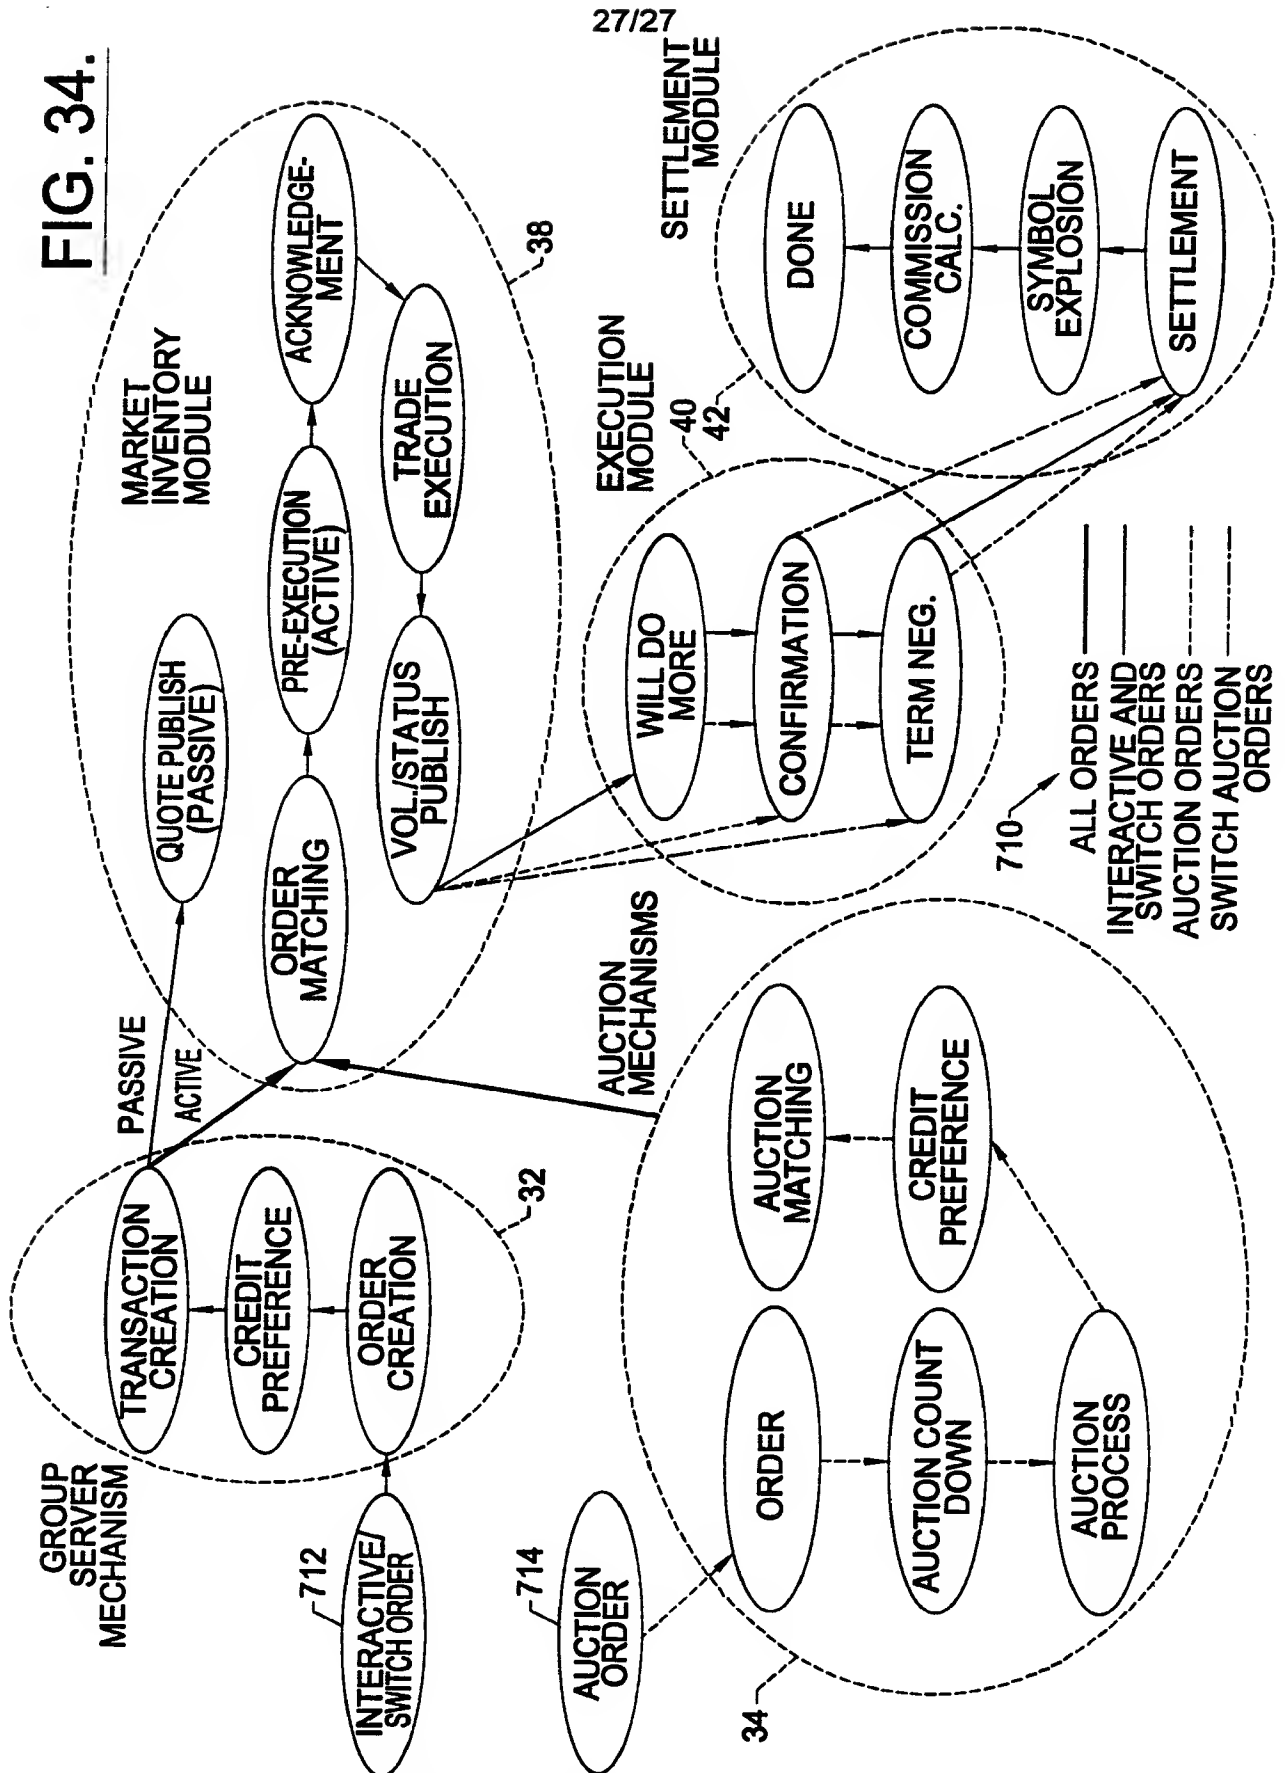 27/27
FIG. 34.
GROUP
SERVER
MECHANISM
TRANSACTION
CREATION
CREDIT
PREFERENCE
ORDER
CREATION
32
712
INTERACTIVE/
SWITCH ORDER
714
AUCTION
ORDER
PASSIVE
ACTIVE
MARKET
INVENTORY
MODULE
QUOTE PUBLISH
(PASSIVE)
ORDER
MATCHING
PRE-EXECUTION
(ACTIVE)
ACKNOWLEDGE-
MENT
TRADE
EXECUTION
VOL./STATUS
PUBLISH
38
AUCTION
MECHANISMS
ORDER
AUCTION COUNT
DOWN
AUCTION
PROCESS
CREDIT
PREFERENCE
AUCTION
MATCHING
34
EXECUTION
MODULE
40
WILL DO
MORE
CONFIRMATION
TERM NEG.
SETTLEMENT
MODULE
42
DONE
COMMISSION
CALC.
SYMBOL
EXPLOSION
SETTLEMENT
710
ALL ORDERS
INTERACTIVE AND
SWITCH ORDERS
AUCTION ORDERS
SWITCH AUCTION
ORDERS